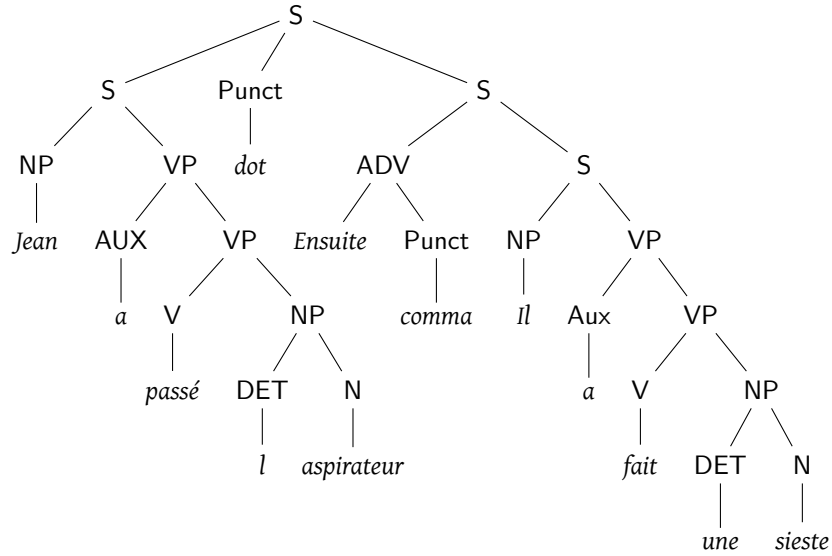 S
S Punct S
NP VP dot ADV S
Jean AUX VP Ensuite Punct NP VP
a V NP comma Il Aux VP
passé DET N a V NP
l aspirateur fait DET N
une sieste